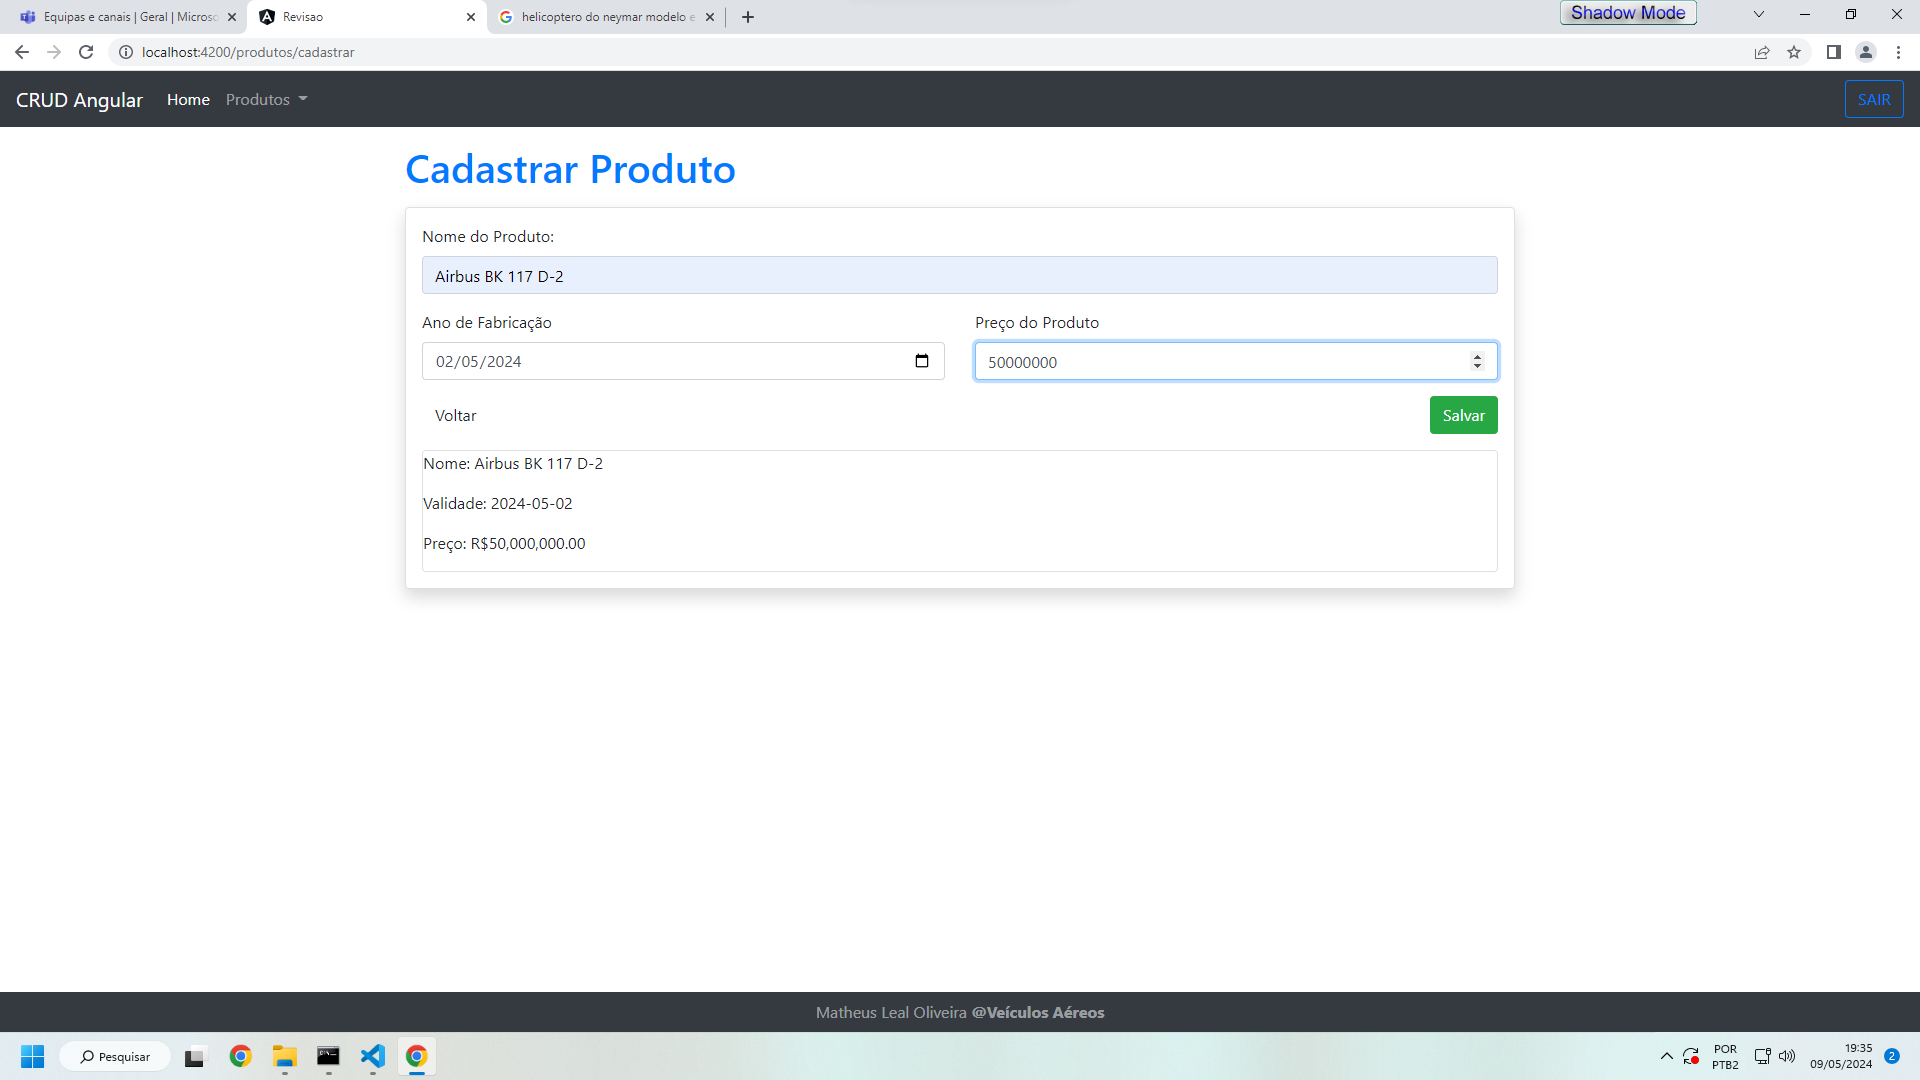 Equipas e canais | Geral | Microso
Revisao
helicoptero do neymar modelo e
Shadow Mode
localhost:4200/produtos/cadastrar
CRUD Angular
Home
Produtos
SAIR
Cadastrar Produto
Nome do Produto:
Airbus BK 117 D-2
Ano de Fabricação
Preço do Produto
02/05/2024
50000000
Voltar
Salvar
Nome: Airbus BK 117 D-2
Validade: 2024-05-02
Preço: R$50,000,000.00
Matheus Leal Oliveira @Veículos Aéreos
Pesquisar
POR
PTB2
19:35
09/05/2024
2